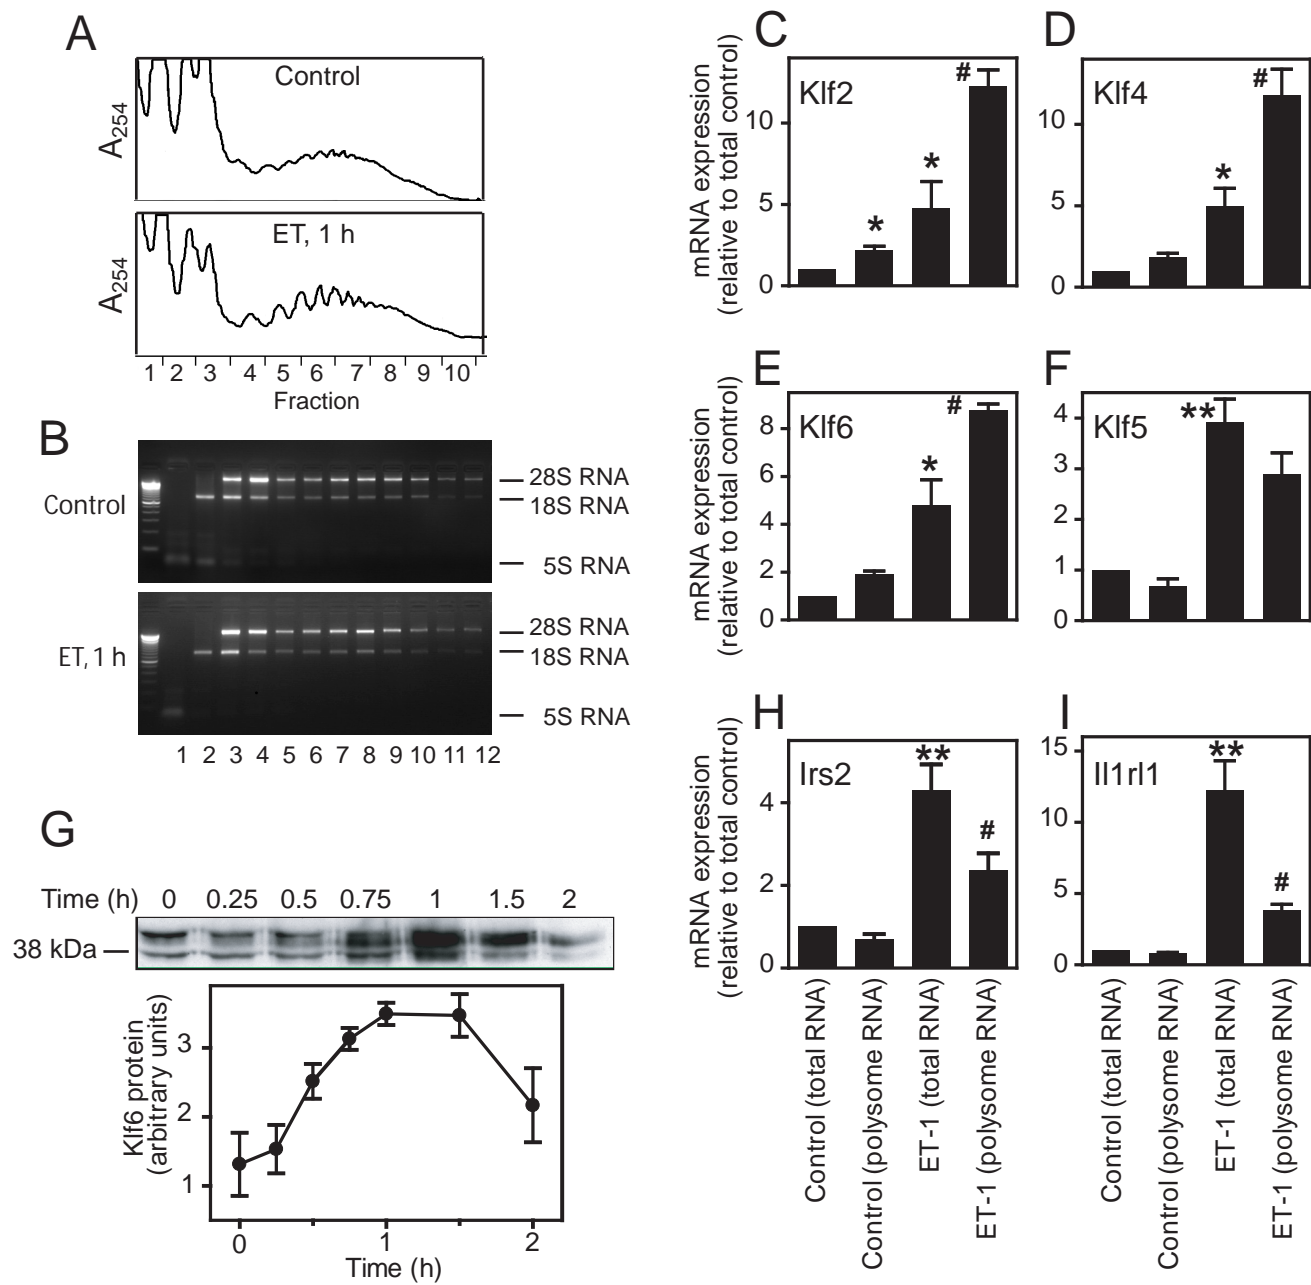 A
Control
A254
ET, 1 h
A254
1 2 3 4 5 6 7 8 9 10
Fraction
B
Control
28S RNA
18S RNA
5S RNA
ET, 1 h
28S RNA
18S RNA
5S RNA
1 2 3 4 5 6 7 8 9 10 11 12
G
Time (h) 0 0.25 0.5 0.75 1 1.5 2
38 kDa
Klf6 protein
(arbitrary units)
3
2
1
0 1 2
Time (h)
C
mRNA expression
(relative to total control)
Klf2
10
5
0
*
*
#
D
Klf4
10
5
0
*
#
E
mRNA expression
(relative to total control)
Klf6
8
6
4
2
0
*
#
F
Klf5
4
3
2
1
0
**
H
mRNA expression
(relative to total control)
Irs2
4
2
0
**
#
Control (total RNA)
Control (polysome RNA)
ET-1 (total RNA)
ET-1 (polysome RNA)
I
Il1rl1
15
10
5
0
**
#
Control (total RNA)
Control (polysome RNA)
ET-1 (total RNA)
ET-1 (polysome RNA)